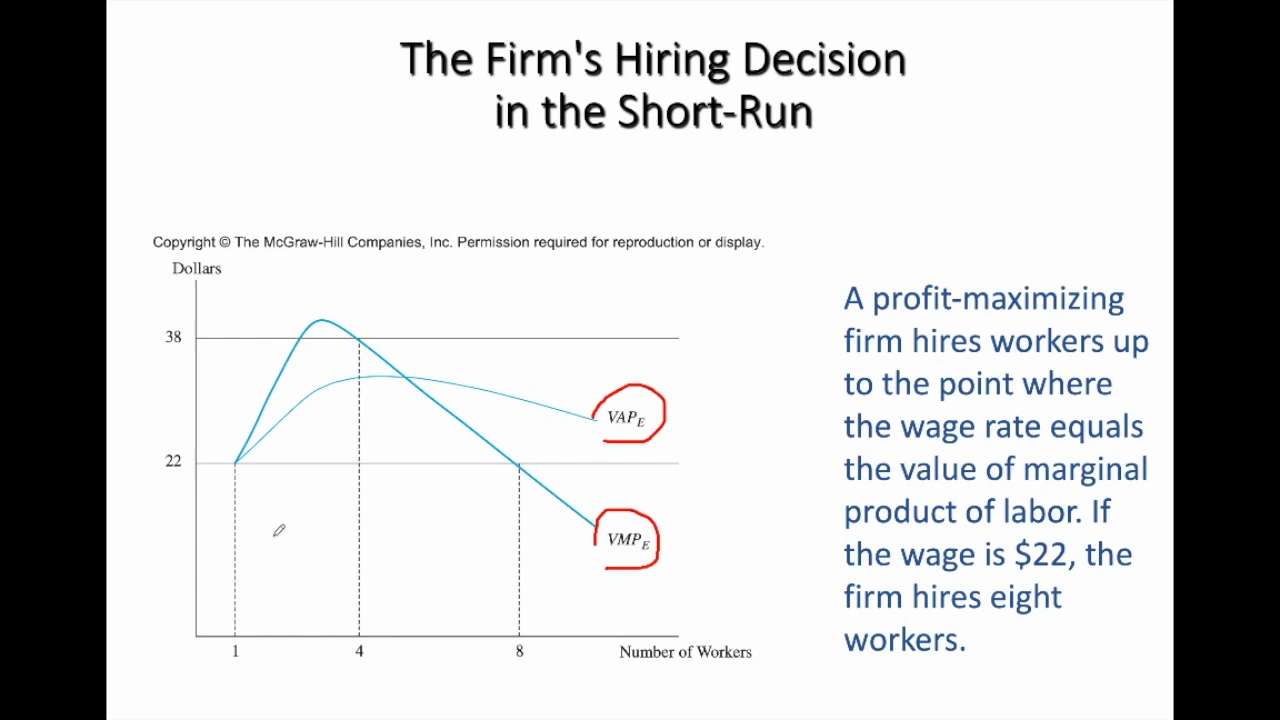 The Firm's Hiring Decision
in the Short-Run
Copyright © The McGraw-Hill Companies, Inc. Permission required for reproduction or display.
Dollars
38
22
VAP_E
VMP_E
1 4 8 Number of Workers
A profit-maximizing
firm hires workers up
to the point where
the wage rate equals
the value of marginal
product of labor. If
the wage is $22, the
firm hires eight
workers.